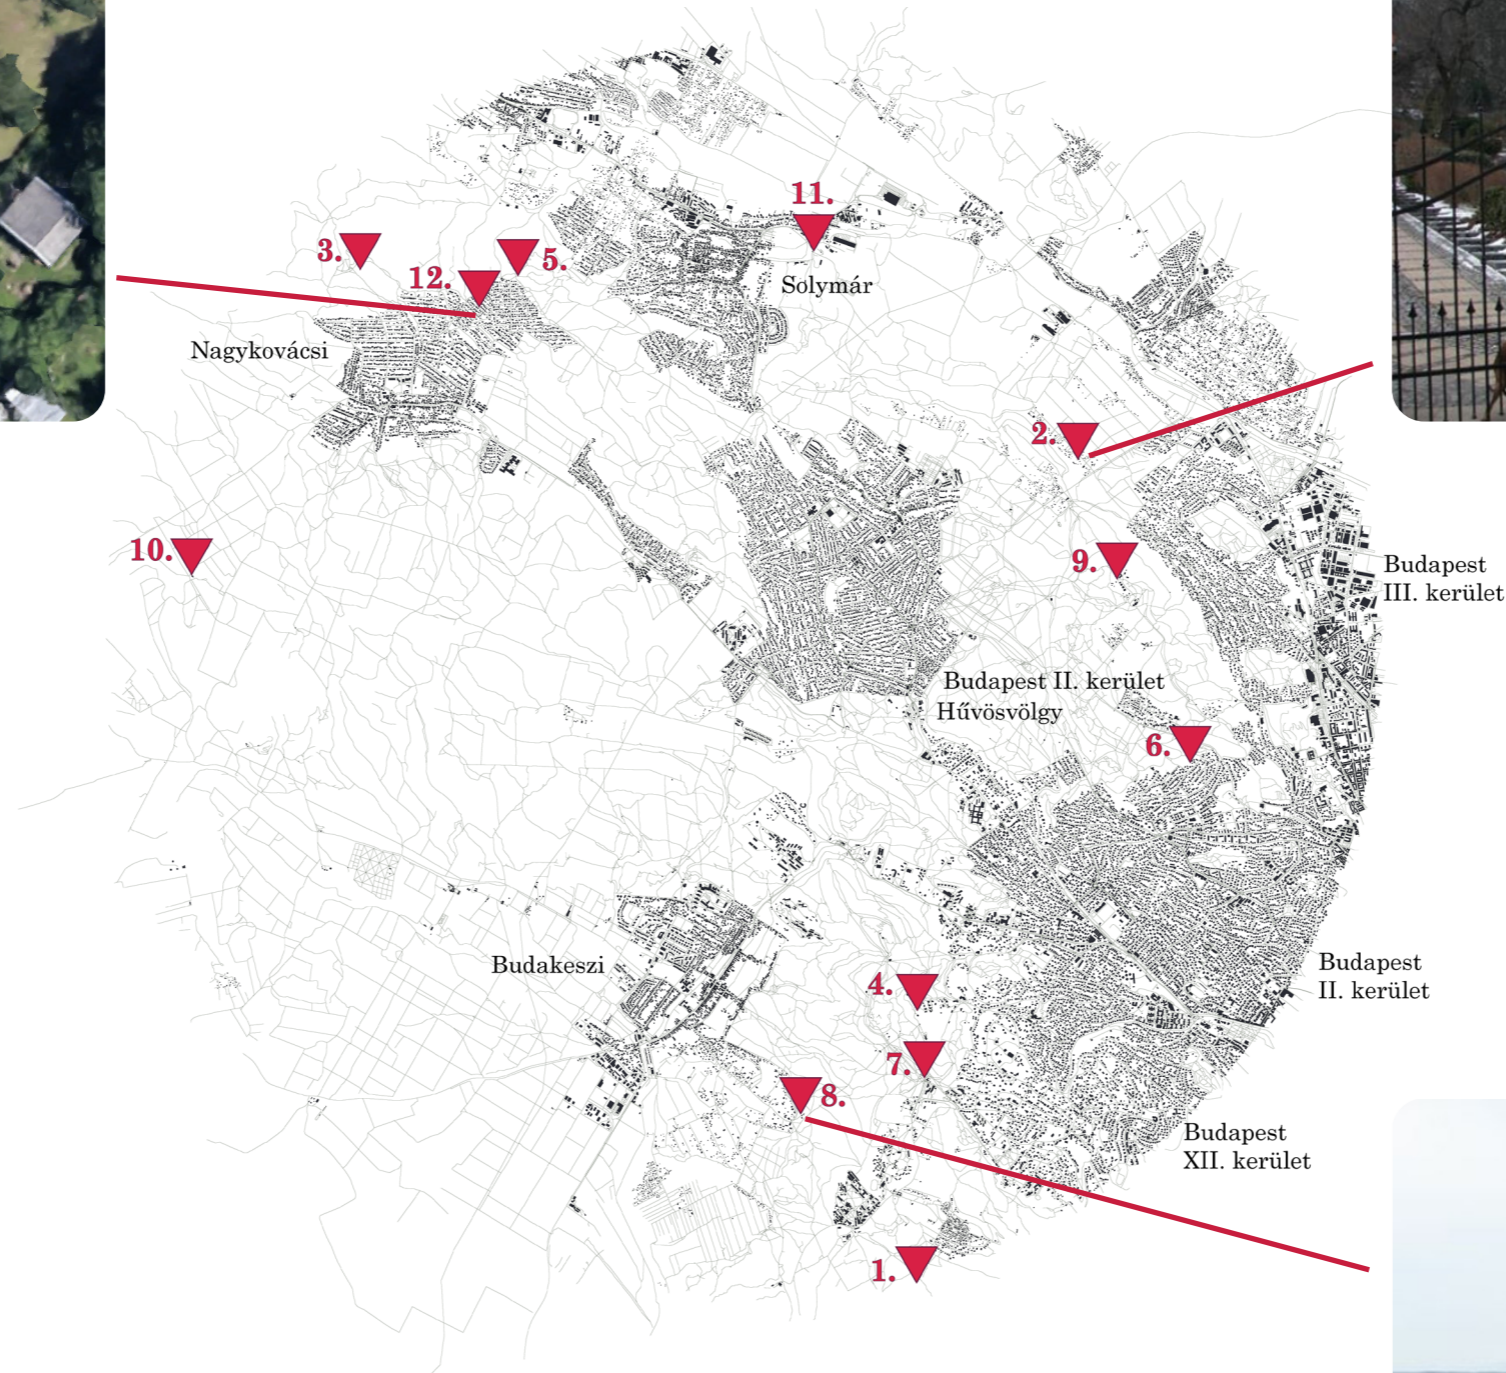 11.
3.
5.
12.
Solymár
Nagykovácsi
2.
10.
9.
Budapest
III. kerület
Budapest II. kerület
Hűvösvölgy
6.
Budakeszi
Budapest
II. kerület
4.
7.
8.
Budapest
XII. kerület
1.